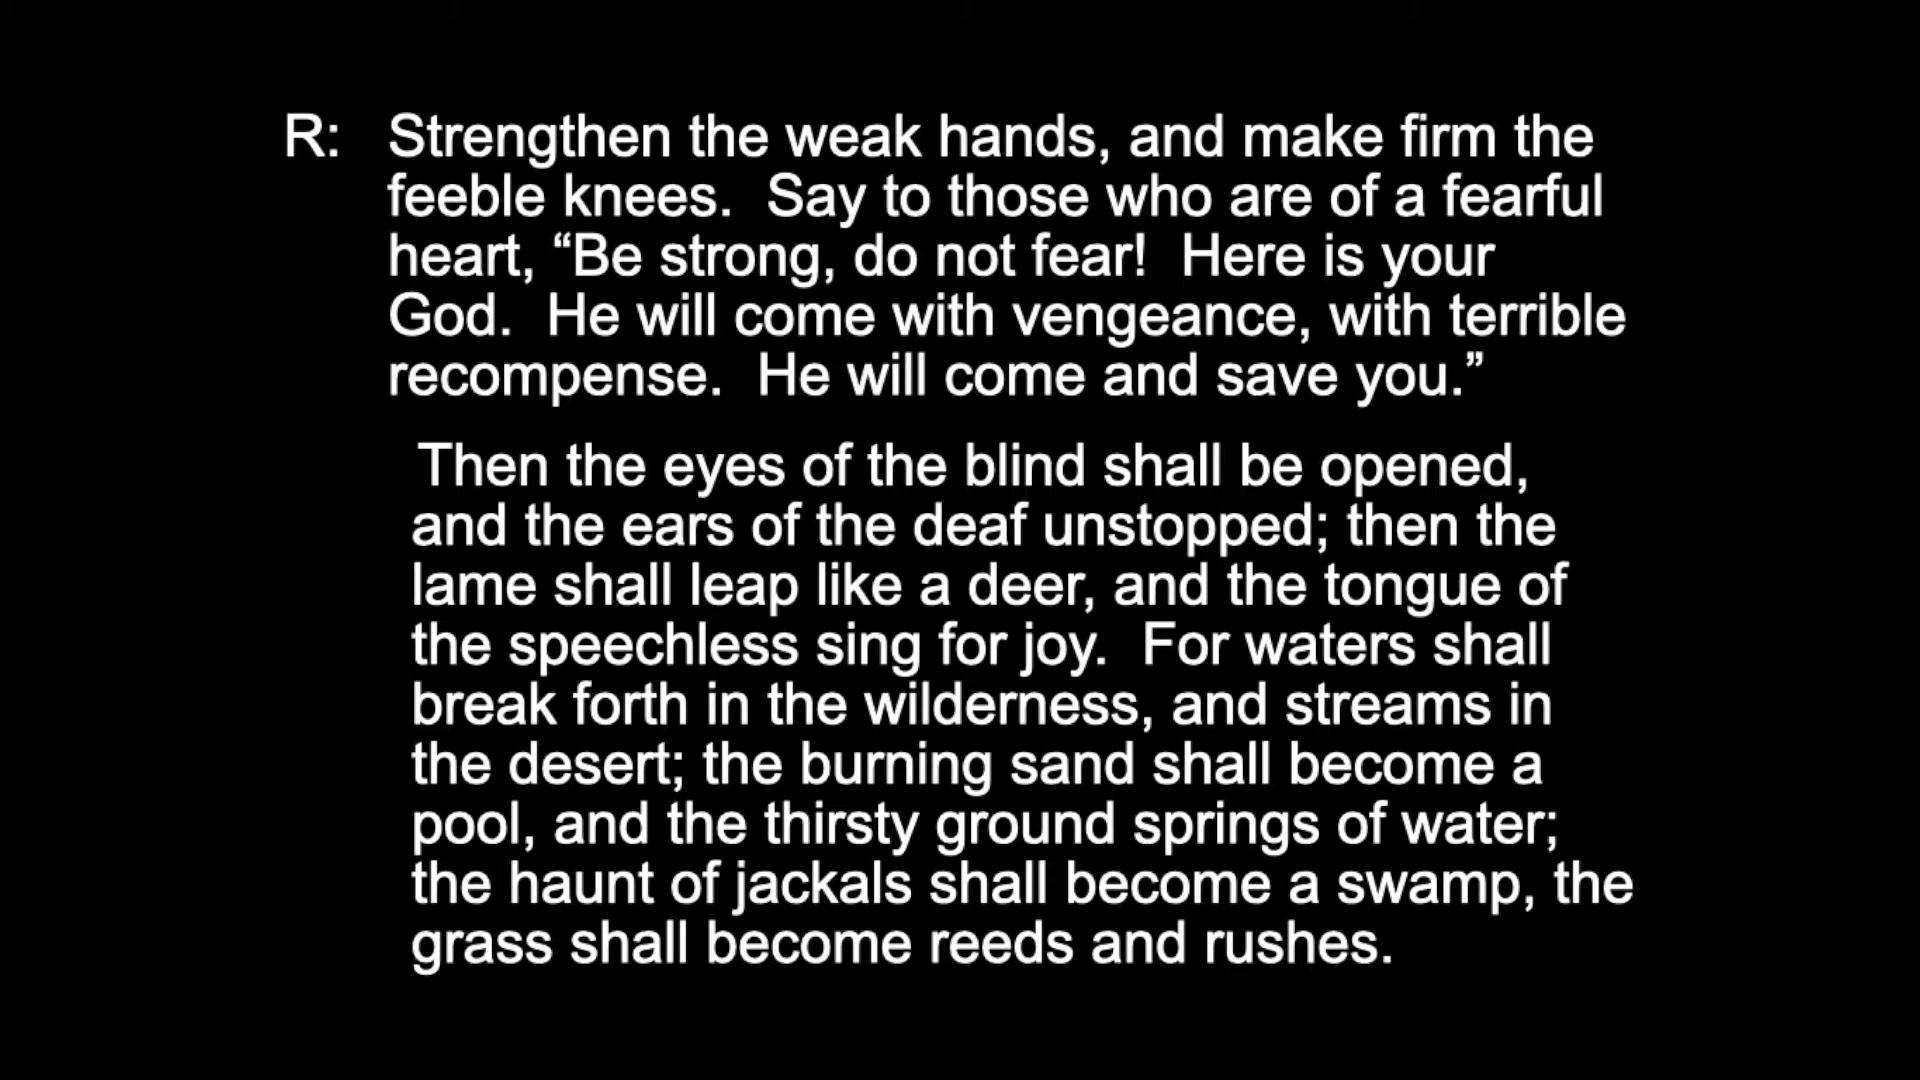 R: Strengthen the weak hands, and make firm the
feeble knees. Say to those who are of a fearful
heart, “Be strong, do not fear! Here is your
God. He will come with vengeance, with terrible
recompense. He will come and save you.”
Then the eyes of the blind shall be opened,
and the ears of the deaf unstopped; then the
lame shall leap like a deer, and the tongue of
the speechless sing for joy. For waters shall
break forth in the wilderness, and streams in
the desert; the burning sand shall become a
pool, and the thirsty ground springs of water;
the haunt of jackals shall become a swamp, the
grass shall become reeds and rushes.